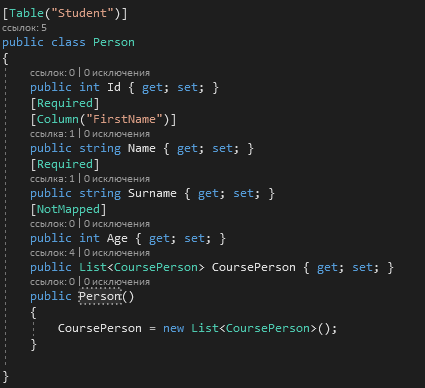 [Table("Student")]
ссылок: 5
public class Person
{
ссылок: 0 | 0 исключения
public int Id { get; set; }
[Required]
[Column("FirstName")]
ссылка: 1 | 0 исключения
public string Name { get; set; }
[Required]
ссылка: 1 | 0 исключения
public string Surname { get; set; }
[NotMapped]
ссылок: 0 | 0 исключения
public int Age { get; set; }
ссылок: 4 | 0 исключения
public List<CoursePerson> CoursePerson { get; set; }
ссылок: 0 | 0 исключения
public Person()
{
CoursePerson = new List<CoursePerson>();
}
}